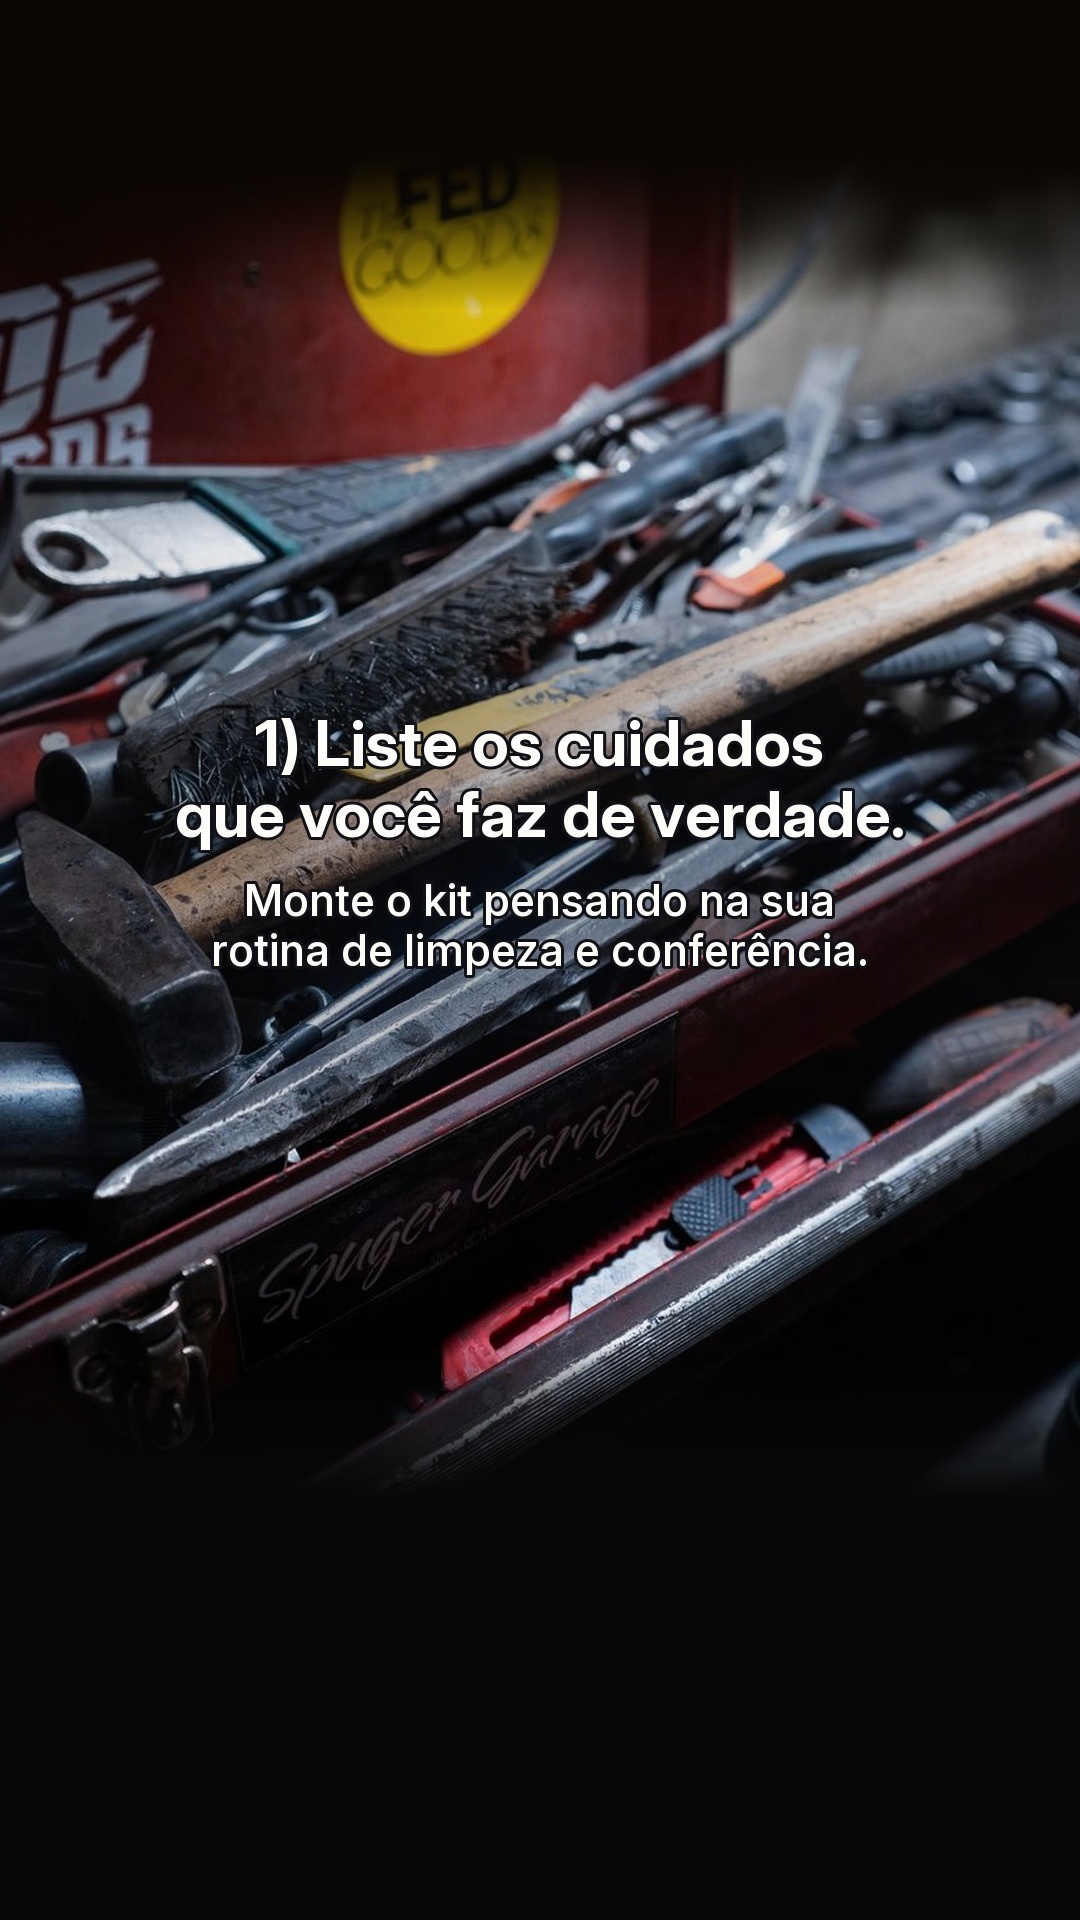 FED
The
GOODS
1) Liste os cuidados
que você faz de verdade.
Monte o kit pensando na sua
rotina de limpeza e conferência.
Spuger Garage